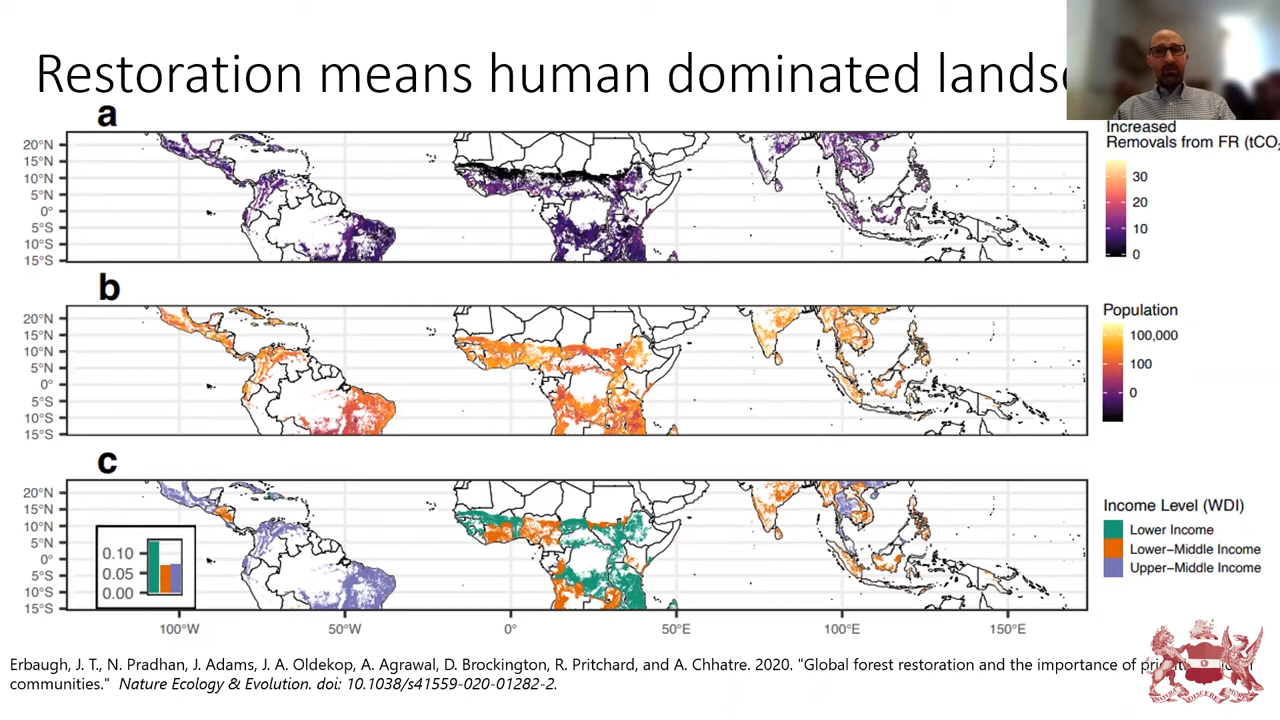 Restoration means human dominated
a
20°N
15°N
10°N
5°N
0°
5°S
10°S
15°S
Increased
Removals from FR (tCO₂
30
20
10
0
b
20°N
15°N
10°N
5°N
0°
5°S
10°S
15°S
Population
100,000
100
0
c
20°N
15°N
10°N
5°N
0°
5°S
10°S
15°S
0.10
0.05
0.00
Income Level (WDI)
Lower Income
Lower−Middle Income
Upper−Middle Income
100°W 50°W 0° 50°E 100°E 150°E
Erbaugh, J. T., N. Pradhan, J. Adams, J. A. Oldekop, A. Agrawal, D. Brockington, R. Pritchard, and A. Chhatre. 2020. "Global forest restoration and the importance of
communities." Nature Ecology & Evolution. doi: 10.1038/s41559-020-01282-2.
DISCERE